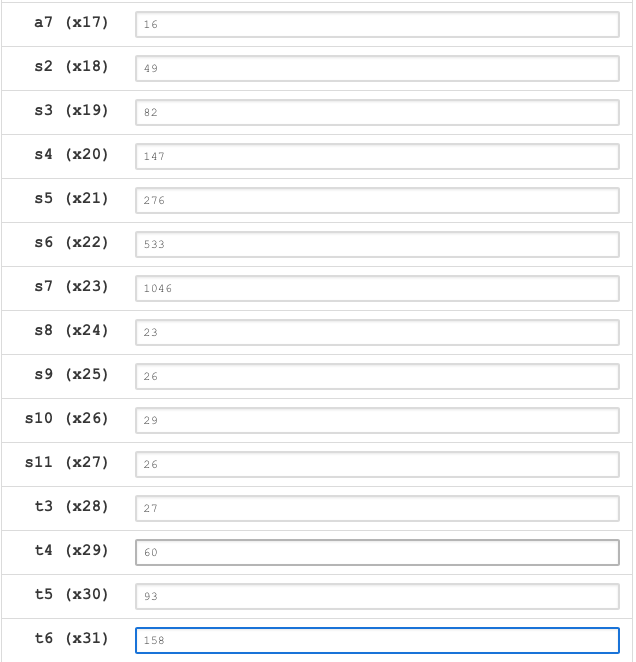 a7 (x17) 16
s2 (x18) 49
s3 (x19) 82
s4 (x20) 147
s5 (x21) 276
s6 (x22) 533
s7 (x23) 1046
s8 (x24) 23
s9 (x25) 26
s10 (x26) 29
s11 (x27) 26
t3 (x28) 27
t4 (x29) 60
t5 (x30) 93
t6 (x31) 158